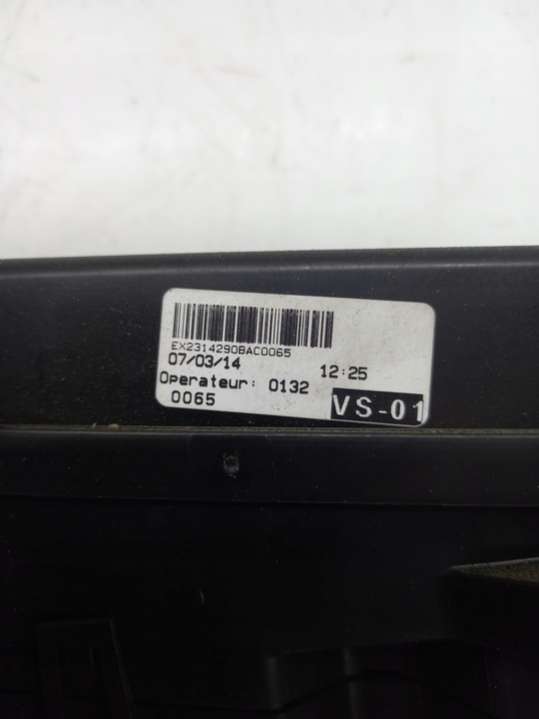 EX2314290BAC0065
07/03/14 12:25
Operateur: 0132
0065 VS-01